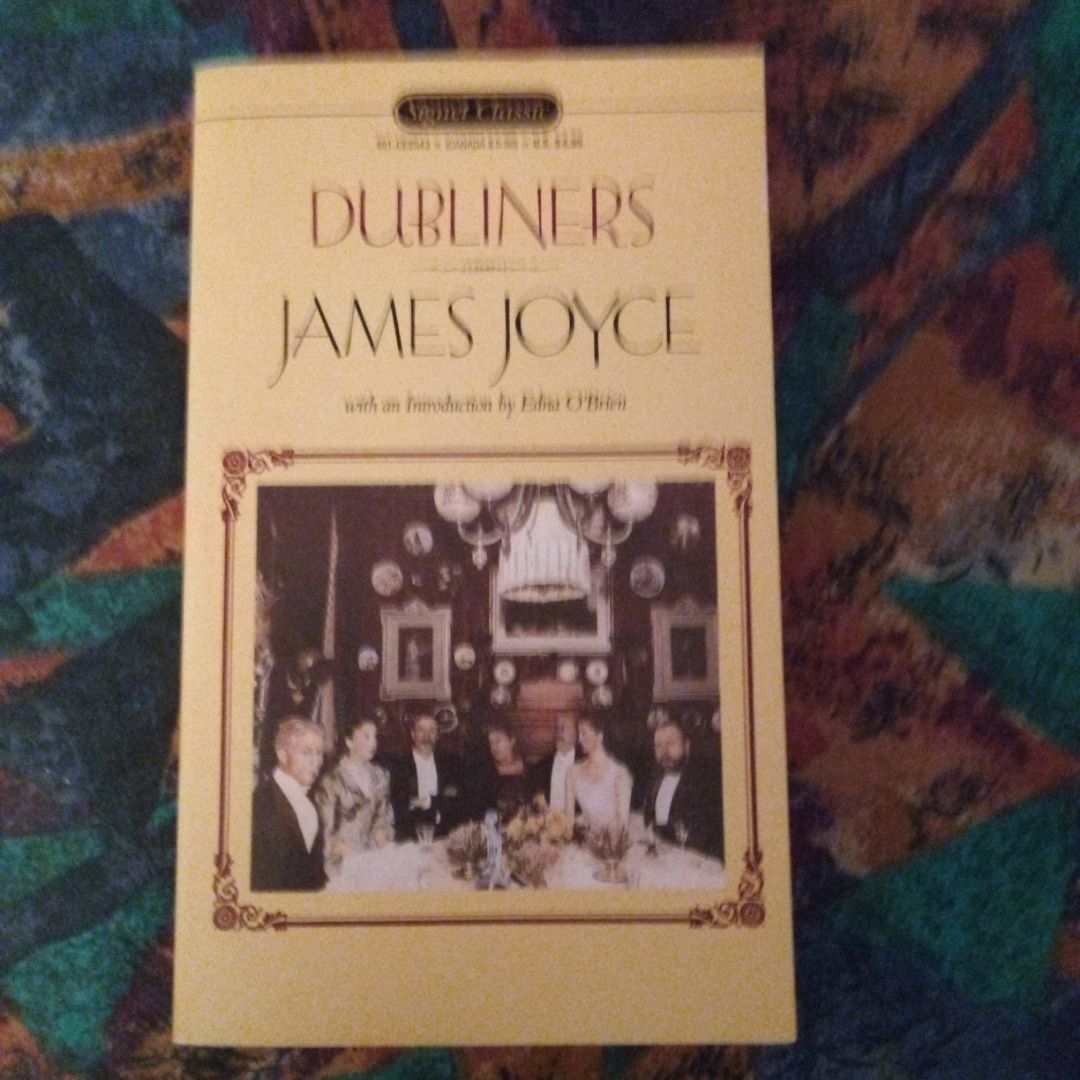 Signet Classic
DUBLINERS
JAMES JOYCE
with an Introduction by Edna O'Brien